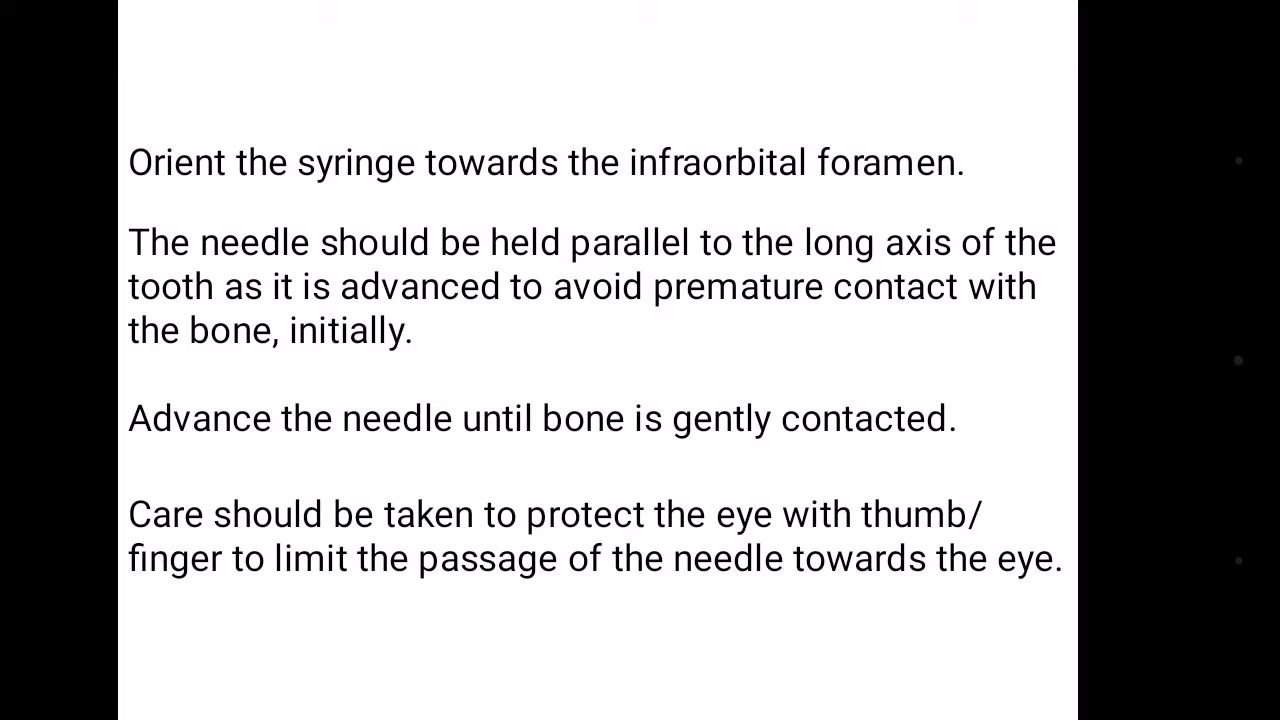 Orient the syringe towards the infraorbital foramen.
The needle should be held parallel to the long axis of the
tooth as it is advanced to avoid premature contact with
the bone, initially.
Advance the needle until bone is gently contacted.
Care should be taken to protect the eye with thumb/
finger to limit the passage of the needle towards the eye.